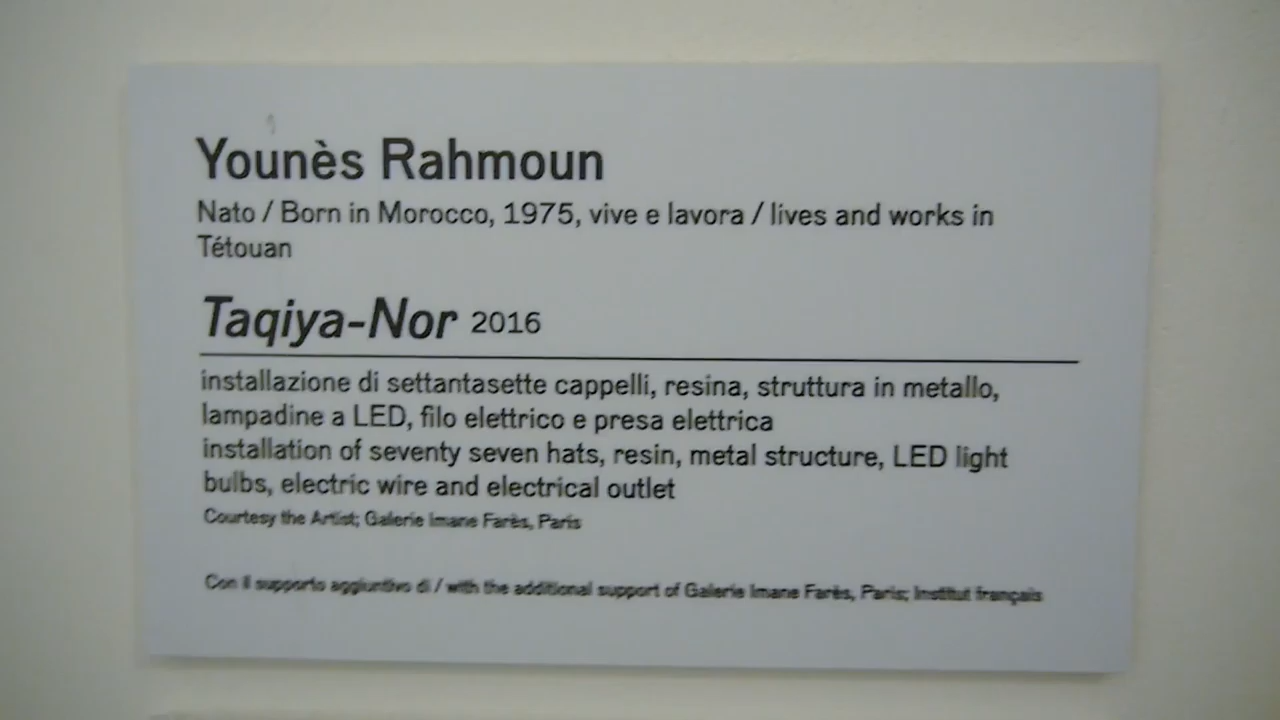 Younès Rahmoun
Nato / Born in Morocco, 1975, vive e lavora / lives and works in
Tétouan
Taqiya-Nor 2016
installazione di settantasette cappelli, resina, struttura in metallo,
lampadine a LED, filo elettrico e presa elettrica
installation of seventy seven hats, resin, metal structure, LED light
bulbs, electric wire and electrical outlet
Courtesy the Artist; Galerie Imane Farès, Paris
Con il supporto aggiuntivo di / with the additional support of Galerie Imane Farès, Paris; Institut français